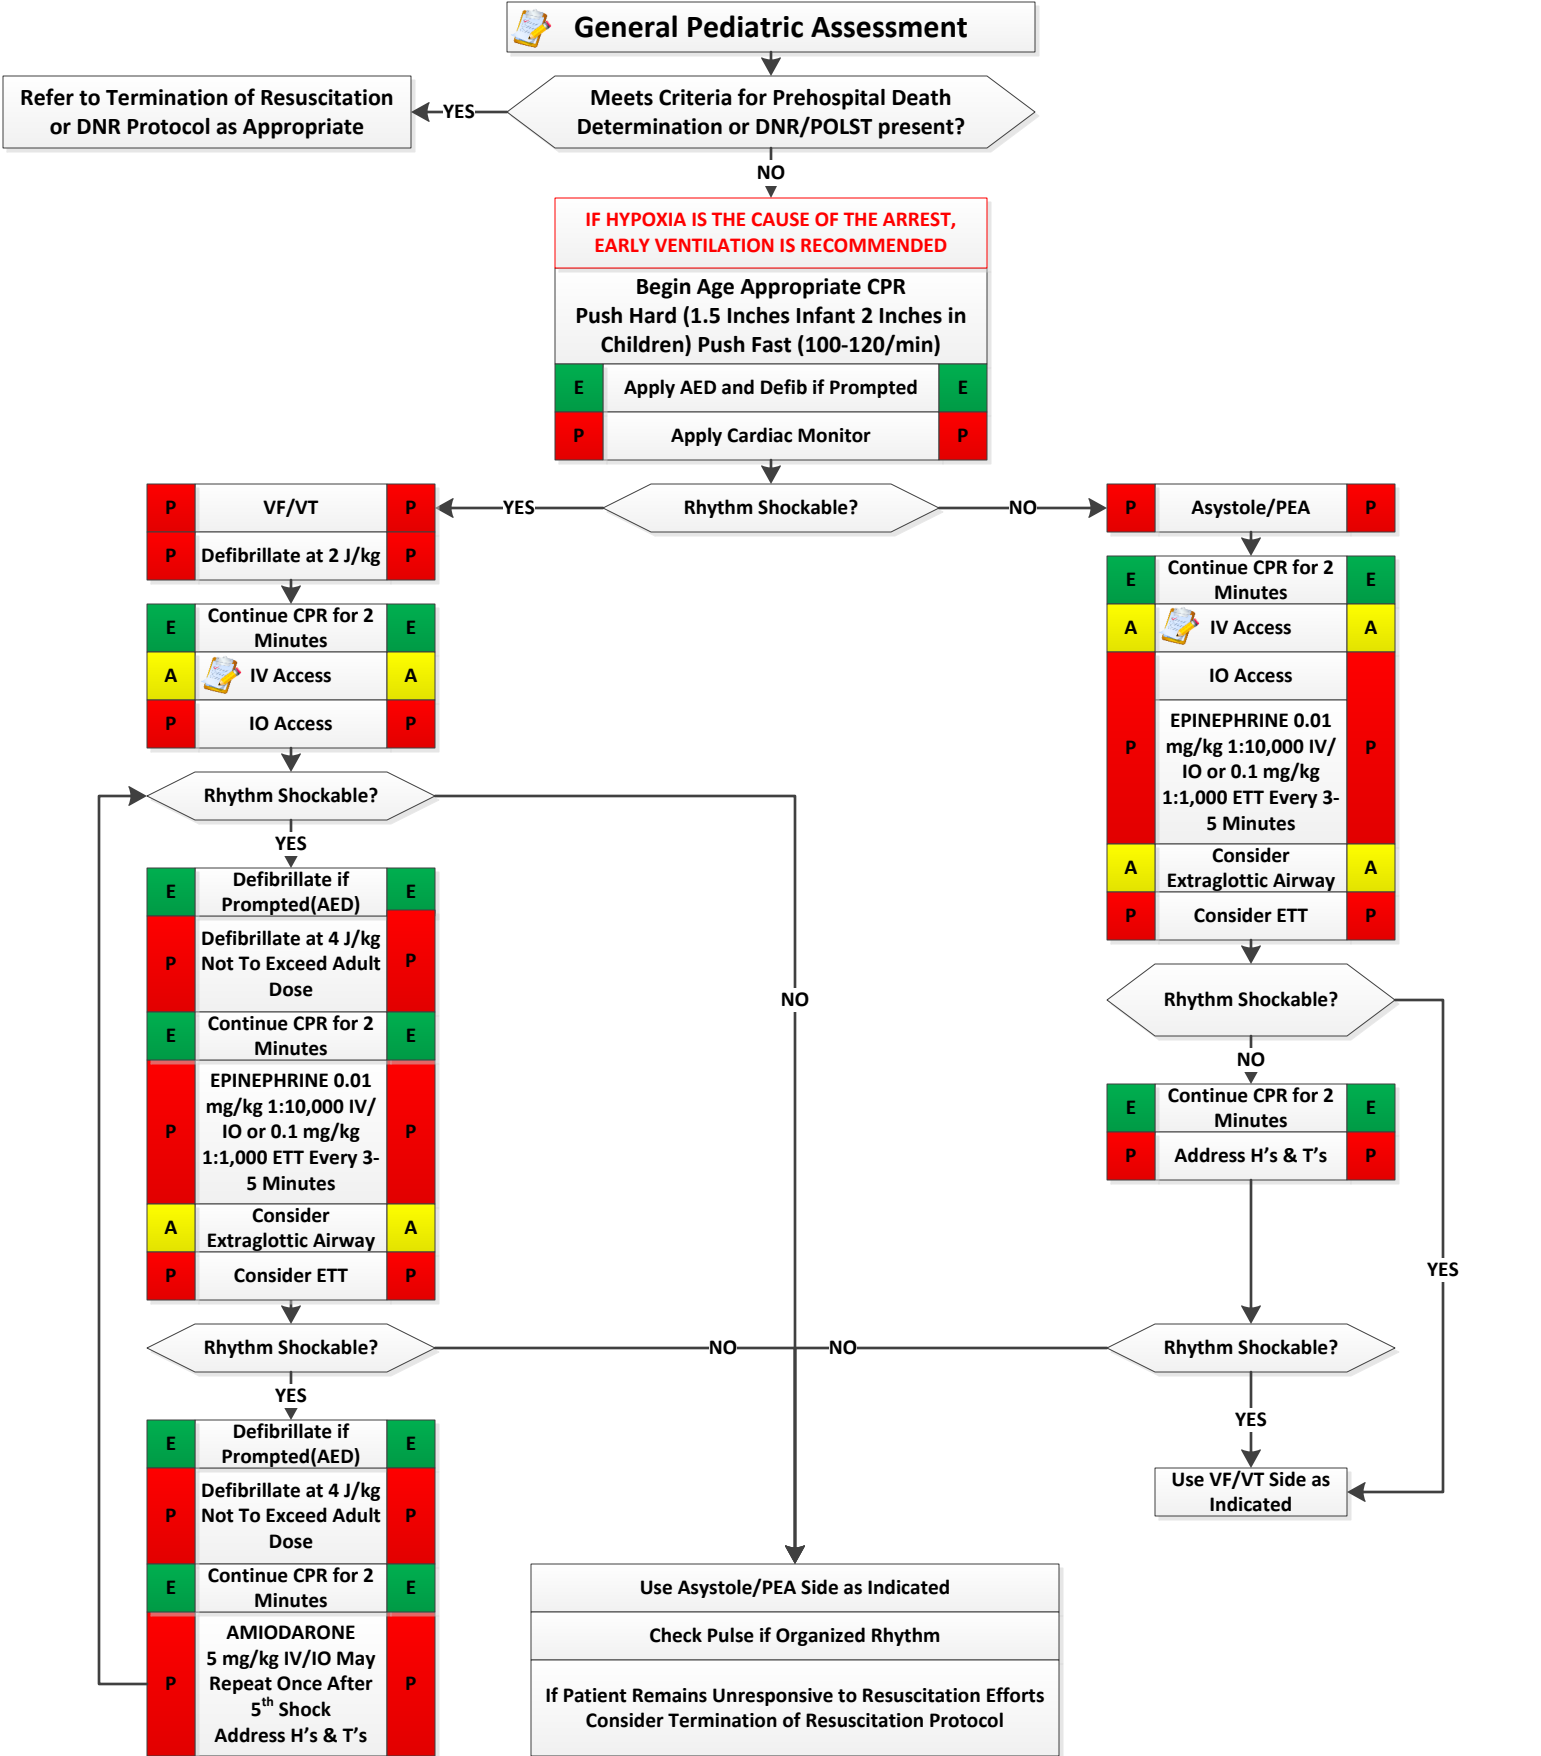 General Pediatric Assessment
Refer to Termination of Resuscitation
or DNR Protocol as Appropriate
YES
Meets Criteria for Prehospital Death
Determination or DNR/POLST present?
NO
IF HYPOXIA IS THE CAUSE OF THE ARREST,
EARLY VENTILATION IS RECOMMENDED
Begin Age Appropriate CPR
Push Hard (1.5 Inches Infant 2 Inches in
Children) Push Fast (100-120/min)
E Apply AED and Defib if Prompted E
P Apply Cardiac Monitor P
Rhythm Shockable?
YES
NO
P VF/VT P
P Defibrillate at 2 J/kg P
E Continue CPR for 2 E
Minutes
A IV Access A
P IO Access P
Rhythm Shockable?
YES
NO
E Defibrillate if E
Prompted(AED)
Defibrillate at 4 J/kg
P Not To Exceed Adult P
Dose
E Continue CPR for 2 E
Minutes
EPINEPHRINE 0.01
mg/kg 1:10,000 IV/
P IO or 0.1 mg/kg P
1:1,000 ETT Every 3-
5 Minutes
A Consider A
Extraglottic Airway
P Consider ETT P
Rhythm Shockable?
NO
YES
E Defibrillate if E
Prompted(AED)
Defibrillate at 4 J/kg
P Not To Exceed Adult P
Dose
E Continue CPR for 2 E
Minutes
AMIODARONE
5 mg/kg IV/IO May
P Repeat Once After P
5th Shock
Address H's & T's
P Asystole/PEA P
E Continue CPR for 2 E
Minutes
A IV Access A
IO Access
EPINEPHRINE 0.01
mg/kg 1:10,000 IV/
P IO or 0.1 mg/kg P
1:1,000 ETT Every 3-
5 Minutes
A Consider A
Extraglottic Airway
P Consider ETT P
Rhythm Shockable?
NO
YES
E Continue CPR for 2 E
Minutes
P Address H's & T's P
Rhythm Shockable?
NO
YES
Use VF/VT Side as
Indicated
Use Asystole/PEA Side as Indicated
Check Pulse if Organized Rhythm
If Patient Remains Unresponsive to Resuscitation Efforts
Consider Termination of Resuscitation Protocol